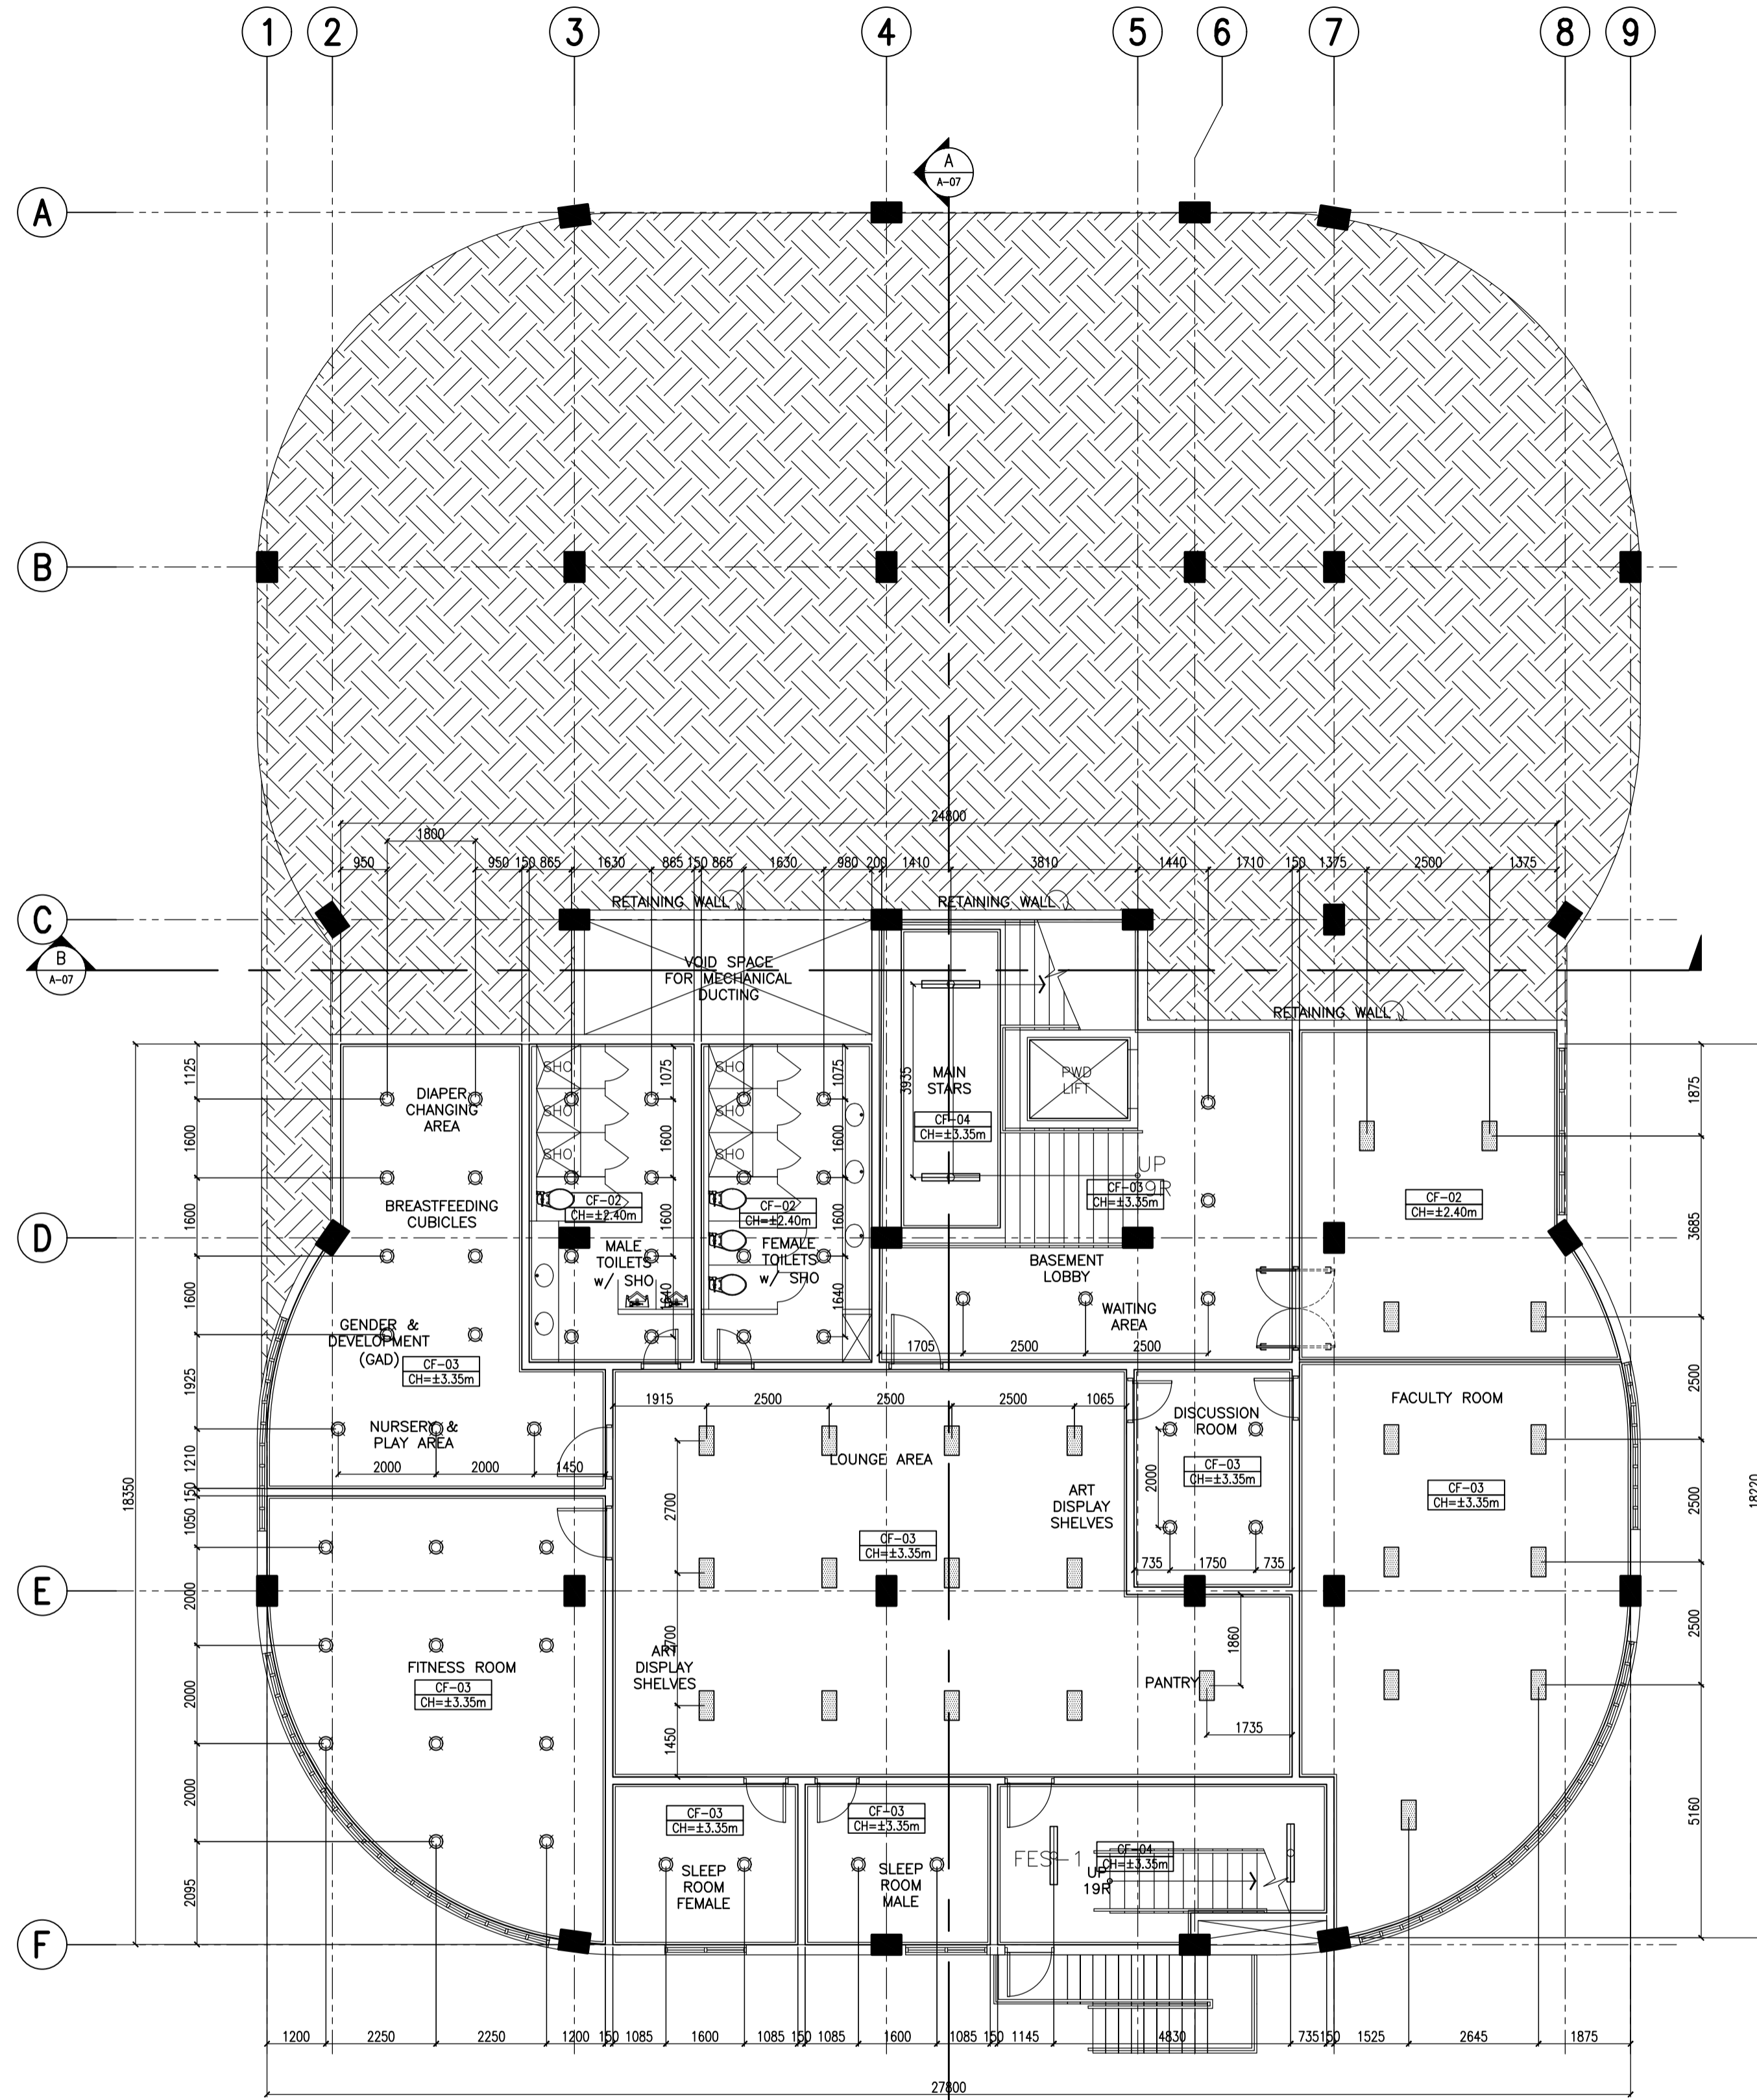 1 2 3 4 5 6 7 8 9
A
A-07
A
B
24800
1800
950 950 150 865 1630 865 150 865 1630 980 200 1410 3810 1440 1710 150 1375 2500 1375
RETAINING WALL
RETAINING WALL
C
B
A-07
VOID SPACE
FOR MECHANICAL
DUCTING
RETAINING WALL
1125
1600
1600
1600
1925
1210
150
1050
2000
2000
2000
2095
18350
DIAPER
CHANGING
AREA
BREASTFEEDING
CUBICLES
GENDER &
DEVELOPMENT
(GAD)
CF-03
CH=±3.35m
NURSERY &
PLAY AREA
2000 2000 1450
SHO
SHO
SHO
1075
1600
1600
1640
CF-02
CH=±2.40m
MALE
TOILETS
w/ SHO
SHO
SHO
SHO
1075
1600
1600
1640
CF-02
CH=±2.40m
FEMALE
TOILETS
w/ SHO
3935
MAIN
STARS
CF-04
CH=±3.35m
PWD
LIFT
UP
19R
CF-03
CH=±3.35m
BASEMENT
LOBBY
WAITING
AREA
1705 2500 2500
CF-02
CH=±2.40m
1875
3685
2500
2500
2500
5160
18220
D
1915 2500 2500 2500 1065
LOUNGE AREA
2700
2700
1450
ART
DISPLAY
SHELVES
CF-03
CH=±3.35m
DISCUSSION
ROOM
CF-03
CH=±3.35m
2000
735 1750 735
FACULTY ROOM
CF-03
CH=±3.35m
E
FITNESS ROOM
CF-03
CH=±3.35m
ART
DISPLAY
SHELVES
1860
PANTRY
1735
CF-03
CH=±3.35m
SLEEP
ROOM
FEMALE
CF-03
CH=±3.35m
SLEEP
ROOM
MALE
FES-1
CF-04
CH=±3.35m
UP
19R
F
1200 2250 2250 1200 150 1085 1600 1085 150 1085 1600 1085 150 1145 4830 735 150 1525 2645 1875
27800